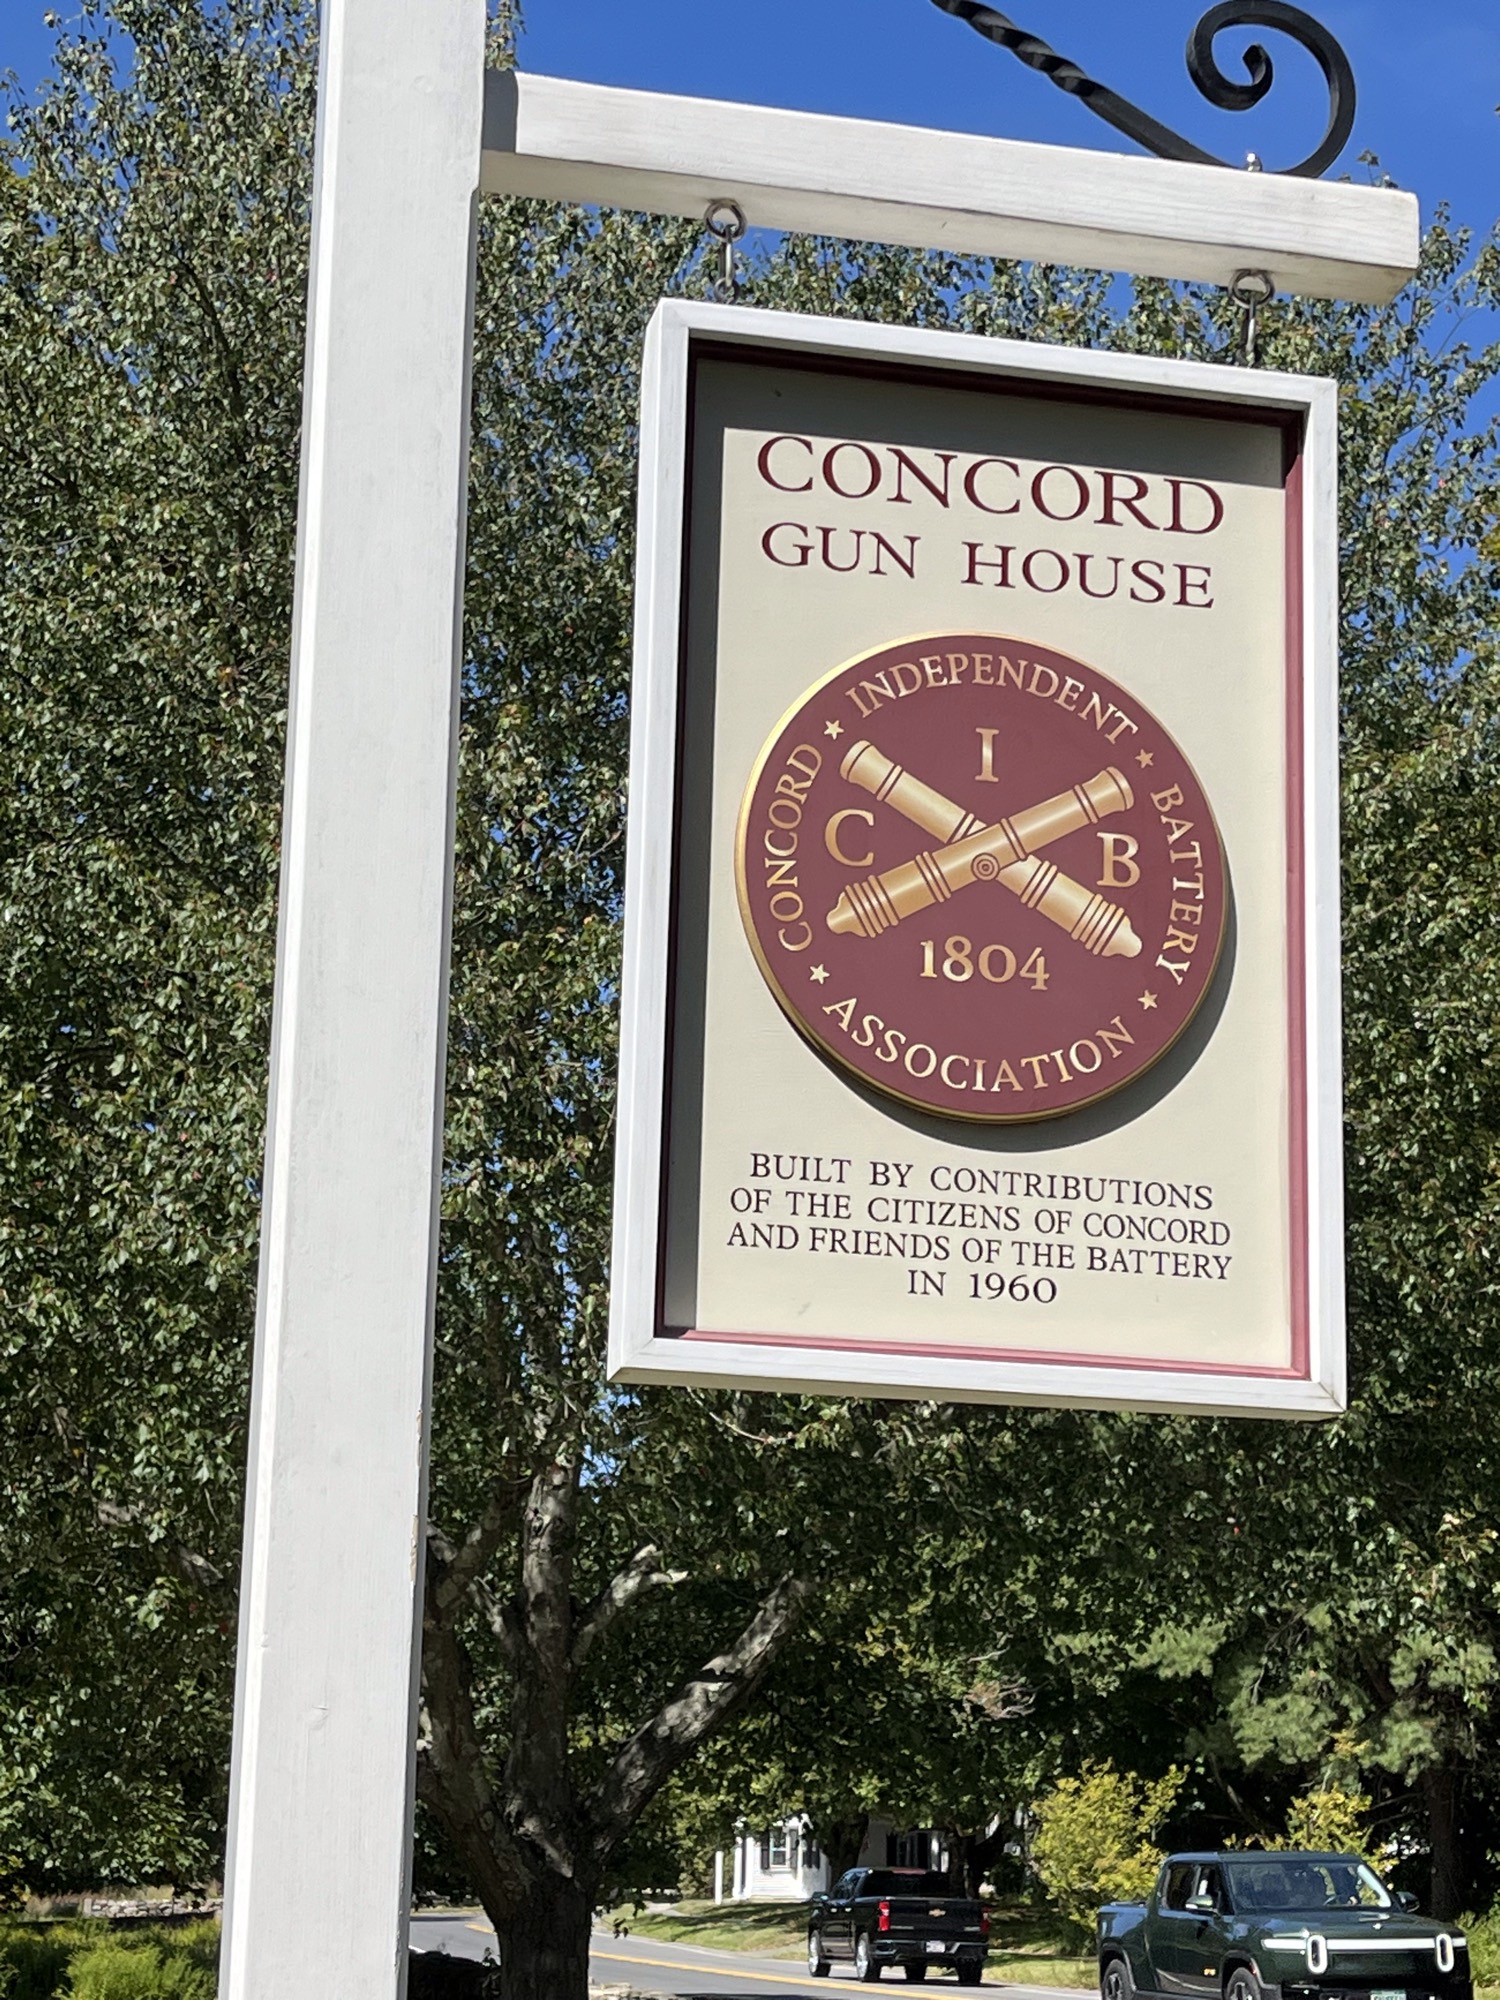 CONCORD
GUN HOUSE
CONCORD ★ INDEPENDENT ★ BATTERY ★ ASSOCIATION ★
I
C B
1804
BUILT BY CONTRIBUTIONS
OF THE CITIZENS OF CONCORD
AND FRIENDS OF THE BATTERY
IN 1960